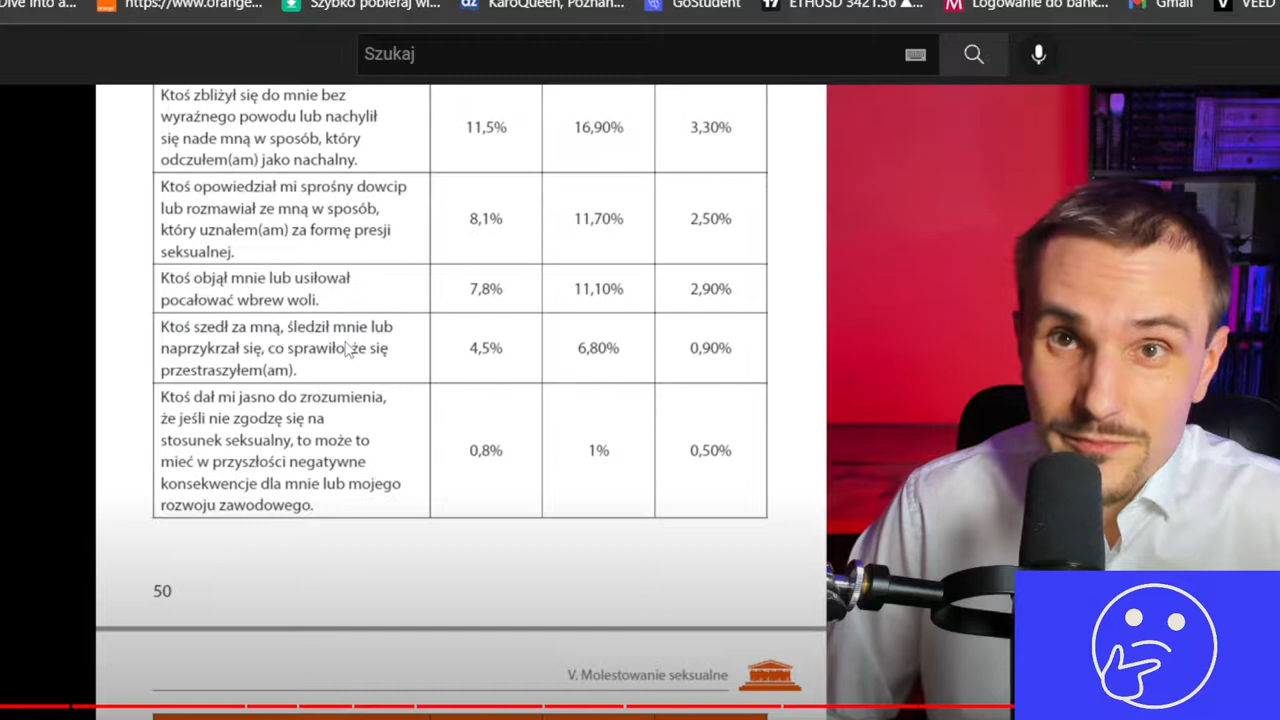 Dive into a...
https://www.orange...
Szybko pobieraj wi...
KaroQueen, Poznań...
GoStudent
17 ETHUSD 3421.56 ▲...
Logowanie do bank...
Gmail
V VEED
Szukaj
Ktoś zbliżył się do mnie bez
wyraźnego powodu lub nachylił
się nade mną w sposób, który
odczułem(am) jako nachalny.
11,5% 16,90% 3,30%
Ktoś opowiedział mi sprośny dowcip
lub rozmawiał ze mną w sposób,
który uznałem(am) za formę presji
seksualnej.
8,1% 11,70% 2,50%
Ktoś objął mnie lub usiłował
pocałować wbrew woli.
7,8% 11,10% 2,90%
Ktoś szedł za mną, śledził mnie lub
naprzykrzał się, co sprawiło, że się
przestraszyłem(am).
4,5% 6,80% 0,90%
Ktoś dał mi jasno do zrozumienia,
że jeśli nie zgodzę się na
stosunek seksualny, to może to
mieć w przyszłości negatywne
konsekwencje dla mnie lub mojego
rozwoju zawodowego.
0,8% 1% 0,50%
50
V. Molestowanie seksualne